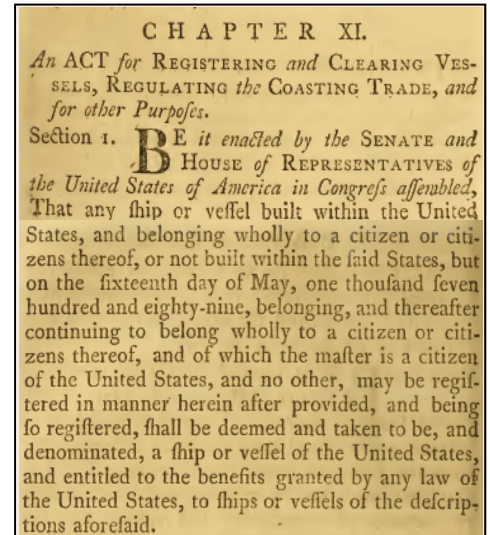 CHAPTER XI.
An ACT for REGISTERING and CLEARING VES-
SELS, REGULATING the COASTING TRADE, and
for other Purpoſes.
Section 1. BE it enacted by the SENATE and
HOUSE of REPRESENTATIVES of
the United States of America in Congreſs aſſembled,
That any ſhip or veſſel built within the United
States, and belonging wholly to a citizen or citi-
zens thereof, or not built within the ſaid States, but
on the ſixteenth day of May, one thouſand ſeven
hundred and eighty-nine, belonging, and thereafter
continuing to belong wholly to a citizen or citi-
zens thereof, and of which the maſter is a citizen
of the United States, and no other, may be regiſ-
tered in manner herein after provided, and being
ſo regiſtered, ſhall be deemed and taken to be, and
denominated, a ſhip or veſſel of the United States,
and entitled to the benefits granted by any law of
the United States, to ſhips or veſſels of the deſcrip-
tions aforeſaid.